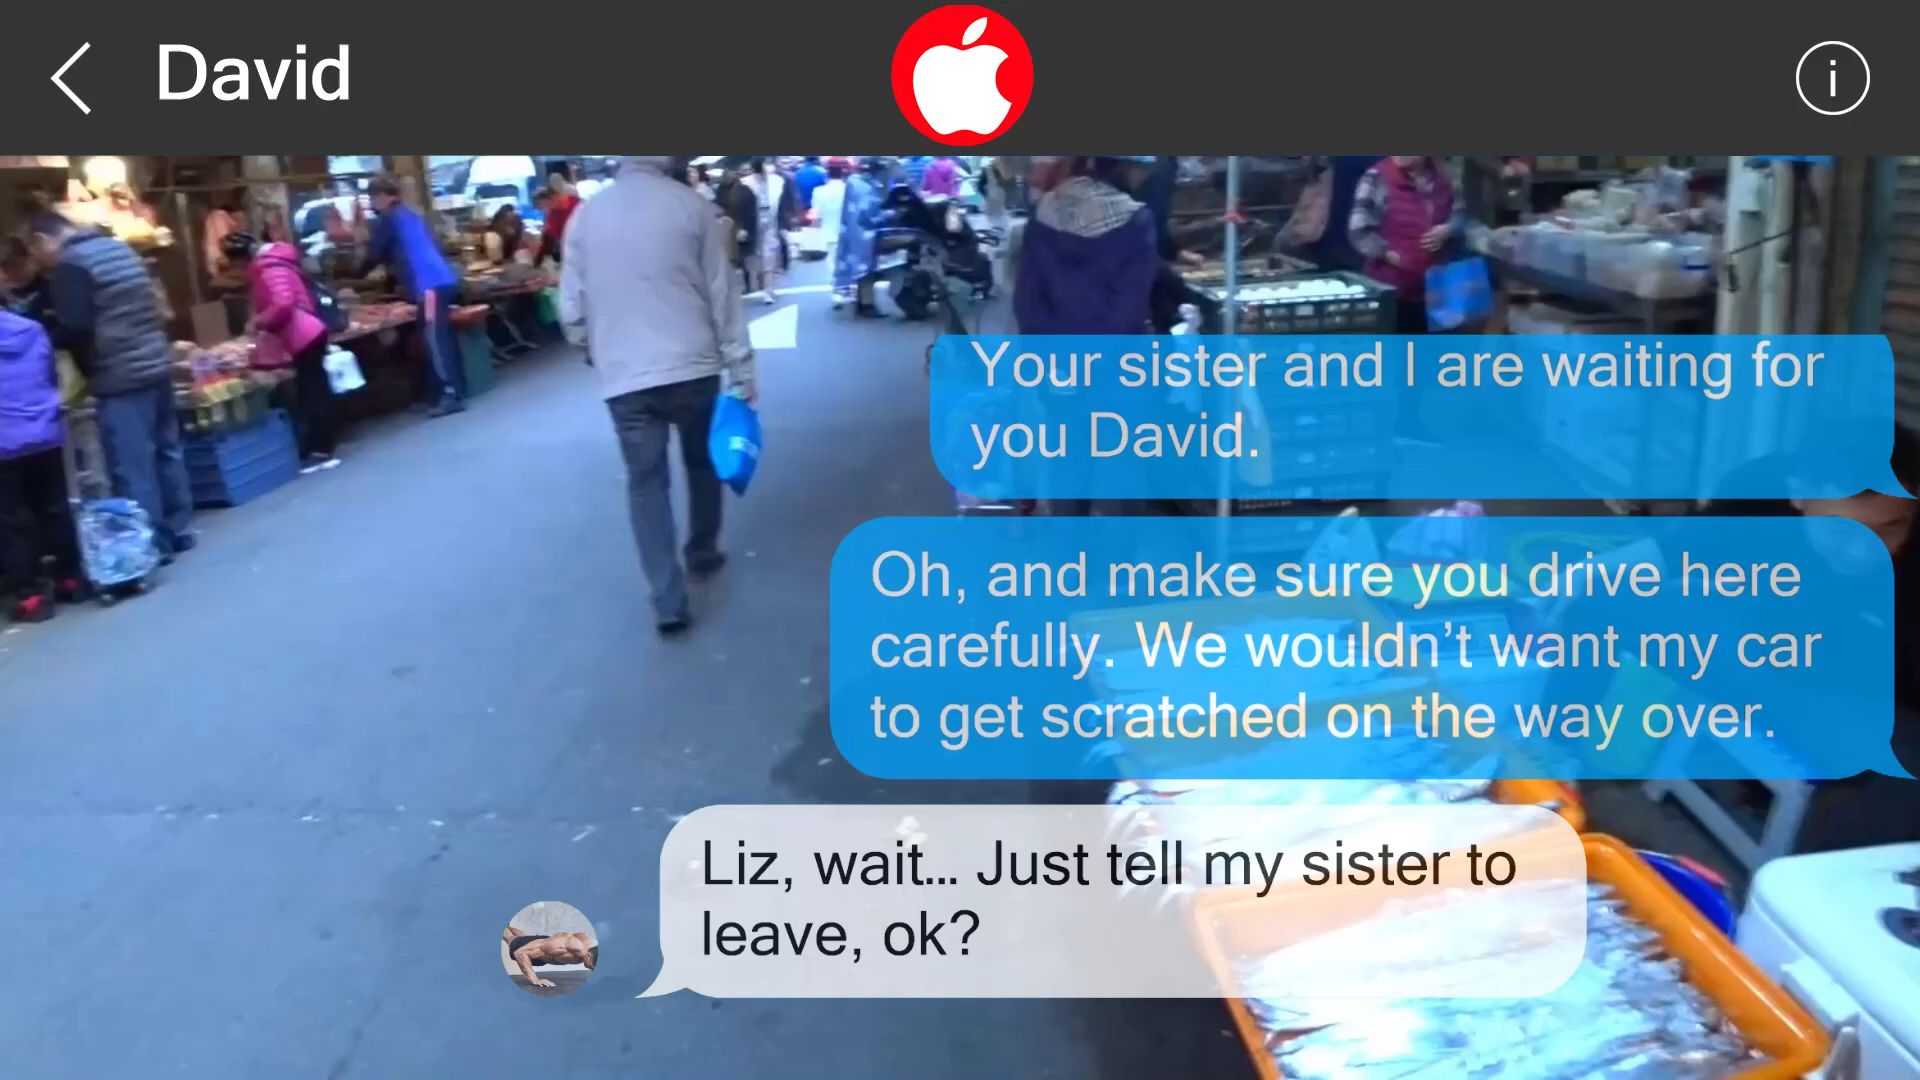 David
Your sister and I are waiting for
you David.
Oh, and make sure you drive here
carefully. We wouldn’t want my car
to get scratched on the way over.
Liz, wait... Just tell my sister to
leave, ok?